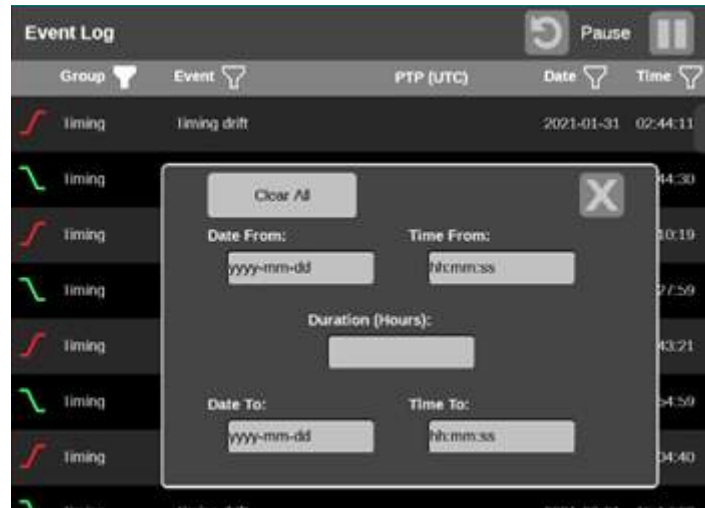 Event Log Pause
Group Event PTP (UTC) Date Time
Timing Timing drift 2021-01-31 02:44:11
Timing 44:30
Clear All X
Timing 10:19
Date From: Time From:
yyyy-mm-dd hh:mm:ss
Timing 27:59
Duration (Hours):
Timing 43:21
Timing 54:59
Date To: Time To:
yyyy-mm-dd hh:mm:ss
Timing 04:40